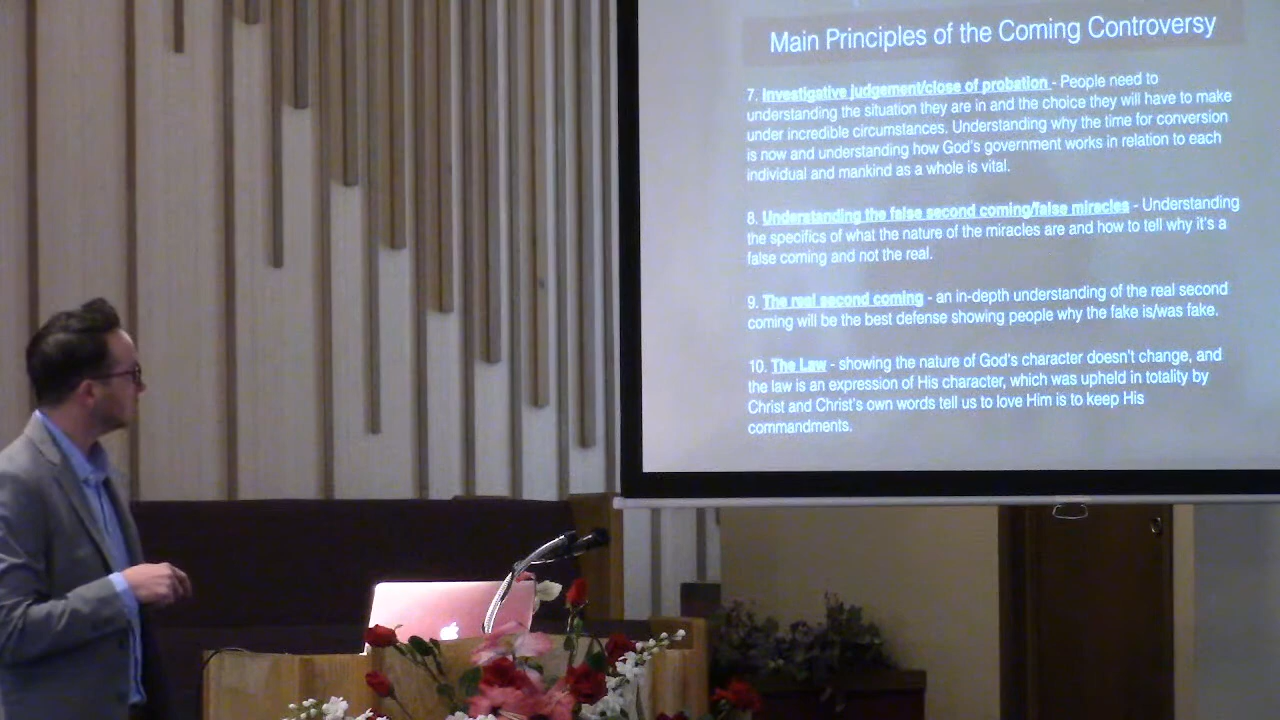 Main Principles of the Coming Controversy
7. Investigative judgement/close of probation - People need to
understanding the situation they are in and the choice they will have to make
under incredible circumstances. Understanding why the time for conversion
is now and understanding how God's government works in relation to each
individual and mankind as a whole is vital.
8. Understanding the false second coming/false miracles - Understanding
the specifics of what the nature of the miracles are and how to tell why it's a
false coming and not the real.
9. The real second coming - an in-depth understanding of the real second
coming will be the best defense showing people why the fake is/was fake.
10. The Law - showing the nature of God's character doesn't change, and
the law is an expression of His character, which was upheld in totality by
Christ and Christ's own words tell us to love Him is to keep His
commandments.